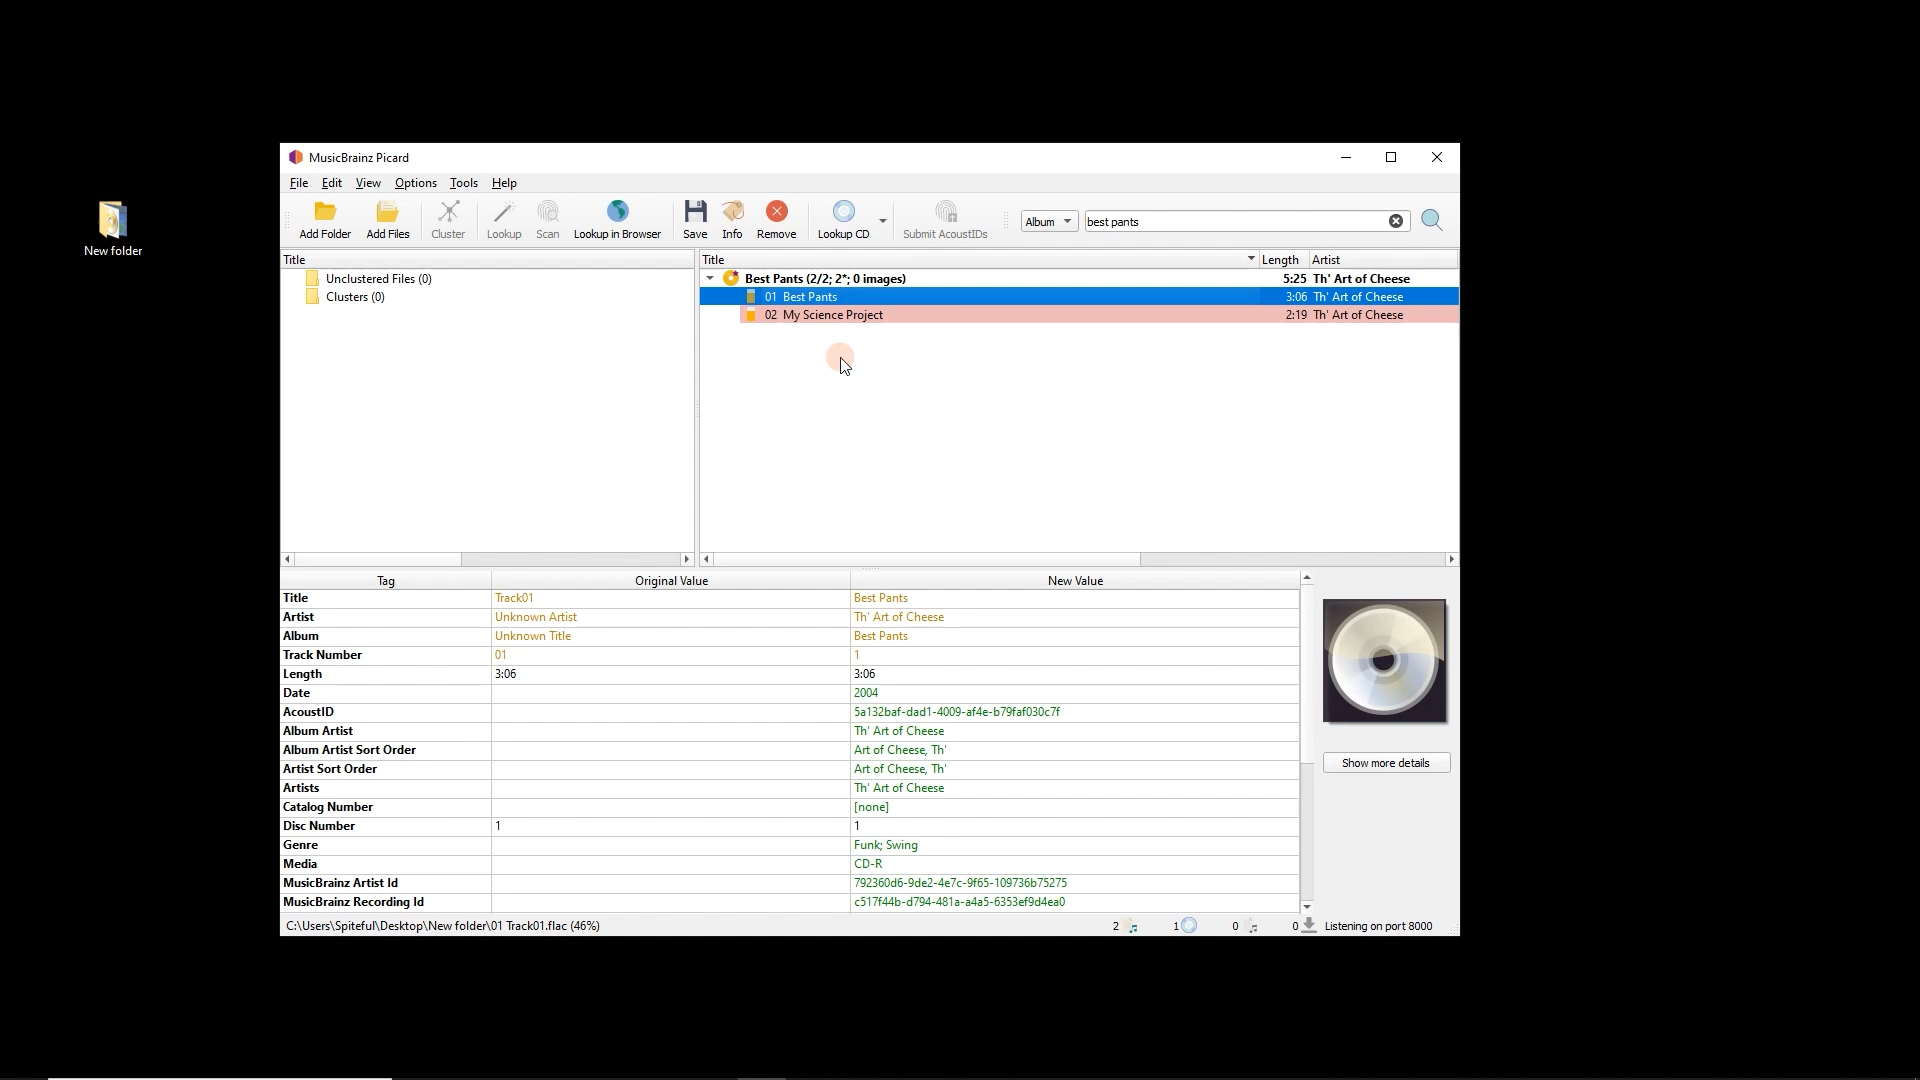 New folder
MusicBrainz Picard
File Edit View Options Tools Help
Add Folder Add Files Cluster Lookup Scan Lookup in Browser Save Info Remove Lookup CD Submit AcoustIDs Album best pants
Title
Unclustered Files (0)
Clusters (0)
Title Length Artist
Best Pants (2/2; 2*; 0 images) 5:25 Th' Art of Cheese
01 Best Pants 3:06 Th' Art of Cheese
02 My Science Project 2:19 Th' Art of Cheese
Tag Original Value New Value
Title Track01 Best Pants
Artist Unknown Artist Th' Art of Cheese
Album Unknown Title Best Pants
Track Number 01 1
Length 3:06 3:06
Date 2004
AcoustID 5a132baf-dad1-4009-af4e-b79faf030c7f
Album Artist Th' Art of Cheese
Album Artist Sort Order Art of Cheese, Th'
Artist Sort Order Art of Cheese, Th'
Artists Th' Art of Cheese
Catalog Number [none]
Disc Number 1 1
Genre Funk; Swing
Media CD-R
MusicBrainz Artist Id 792360d6-9de2-4e7c-9f65-109736b75275
MusicBrainz Recording Id c517f44b-d794-481a-a4a5-6353ef9d4ea0
Show more details
C:\Users\Spiteful\Desktop\New folder\01 Track01.flac (46%) 2 1 0 0 Listening on port 8000